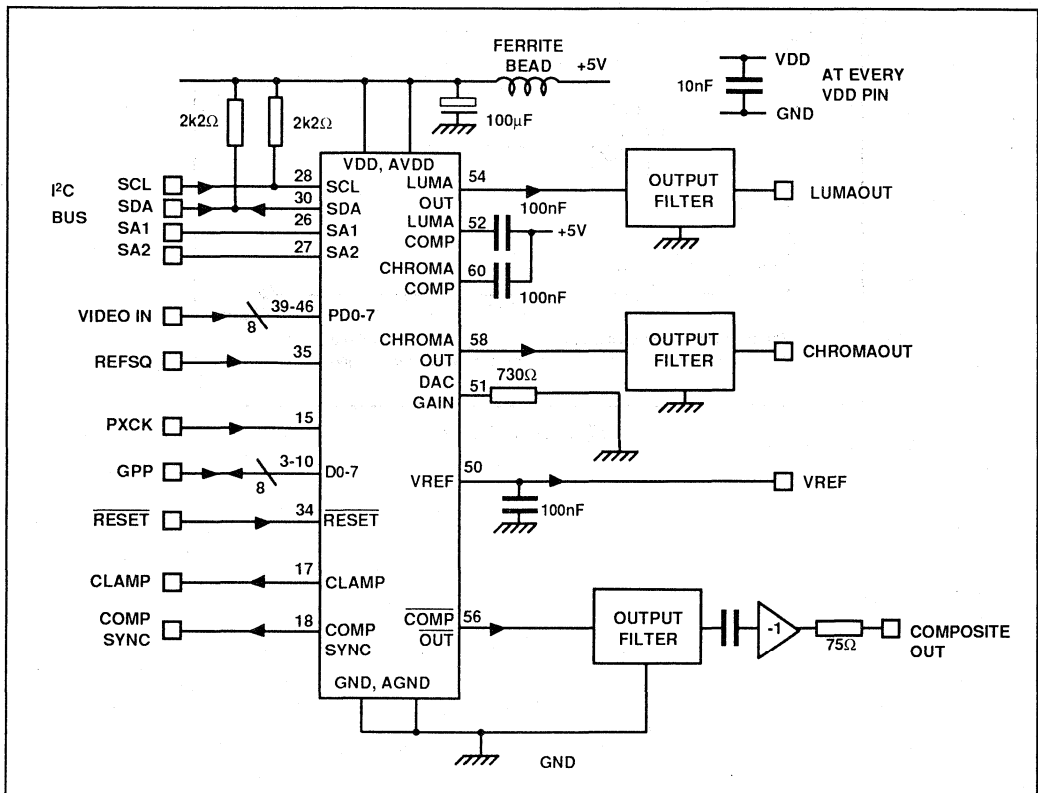 FERRITE
BEAD
+5V
VDD
10nF
AT EVERY
VDD PIN
GND
2k2Ω
2k2Ω
100µF
VDD, AVDD
I²C
BUS
SCL
28
SCL
SDA
30
SDA
SA1
26
SA1
SA2
27
SA2
VIDEO IN
8
39-46
PD0-7
REFSQ
35
PXCK
15
GPP
8
3-10
D0-7
RESET
34
RESET
CLAMP
17
CLAMP
COMP
SYNC
18
COMP
SYNC
GND, AGND
LUMA
OUT
54
100nF
OUTPUT
FILTER
LUMAOUT
LUMA
COMP
52
+5V
CHROMA
COMP
60
100nF
CHROMA
OUT
58
OUTPUT
FILTER
CHROMAOUT
DAC
GAIN
51
730Ω
VREF
50
100nF
VREF
COMP
OUT
56
OUTPUT
FILTER
-1
75Ω
COMPOSITE
OUT
GND